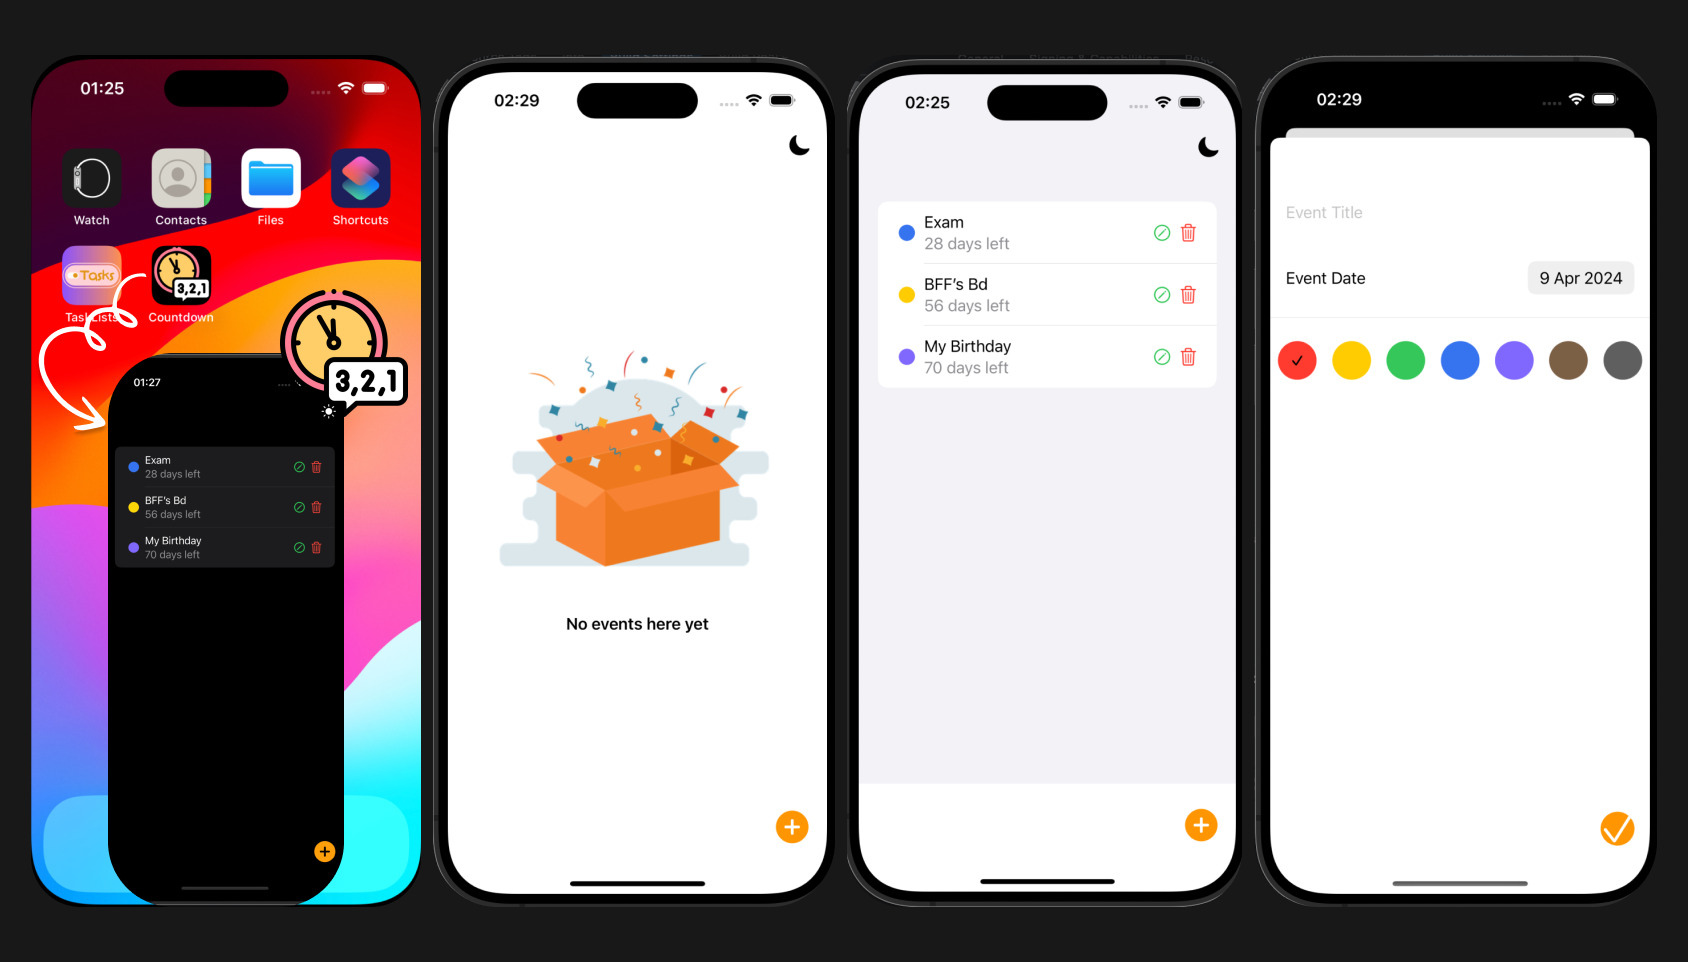 01:25
Watch
Contacts
Files
Shortcuts
Tasks
3,2,1
Countdown
3,2,1
01:27
Exam
28 days left
BFF's Bd
56 days left
My Birthday
70 days left
02:29
No events here yet
02:25
Exam
28 days left
BFF's Bd
56 days left
My Birthday
70 days left
02:29
Event Title
Event Date
9 Apr 2024